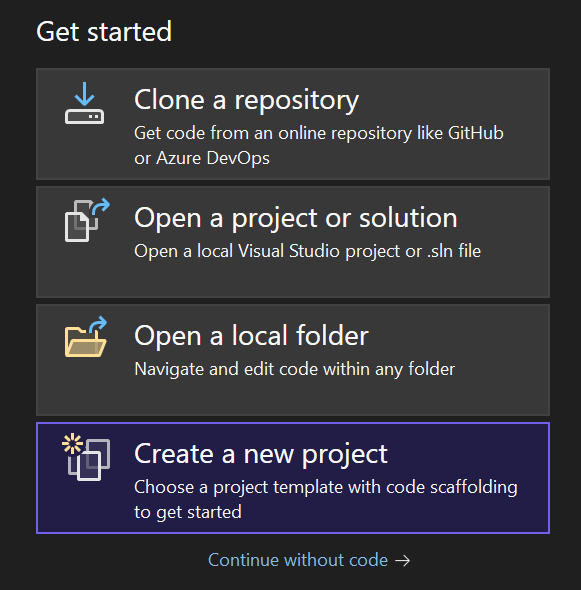 Get started
Clone a repository
Get code from an online repository like GitHub
or Azure DevOps
Open a project or solution
Open a local Visual Studio project or .sln file
Open a local folder
Navigate and edit code within any folder
Create a new project
Choose a project template with code scaffolding
to get started
Continue without code →